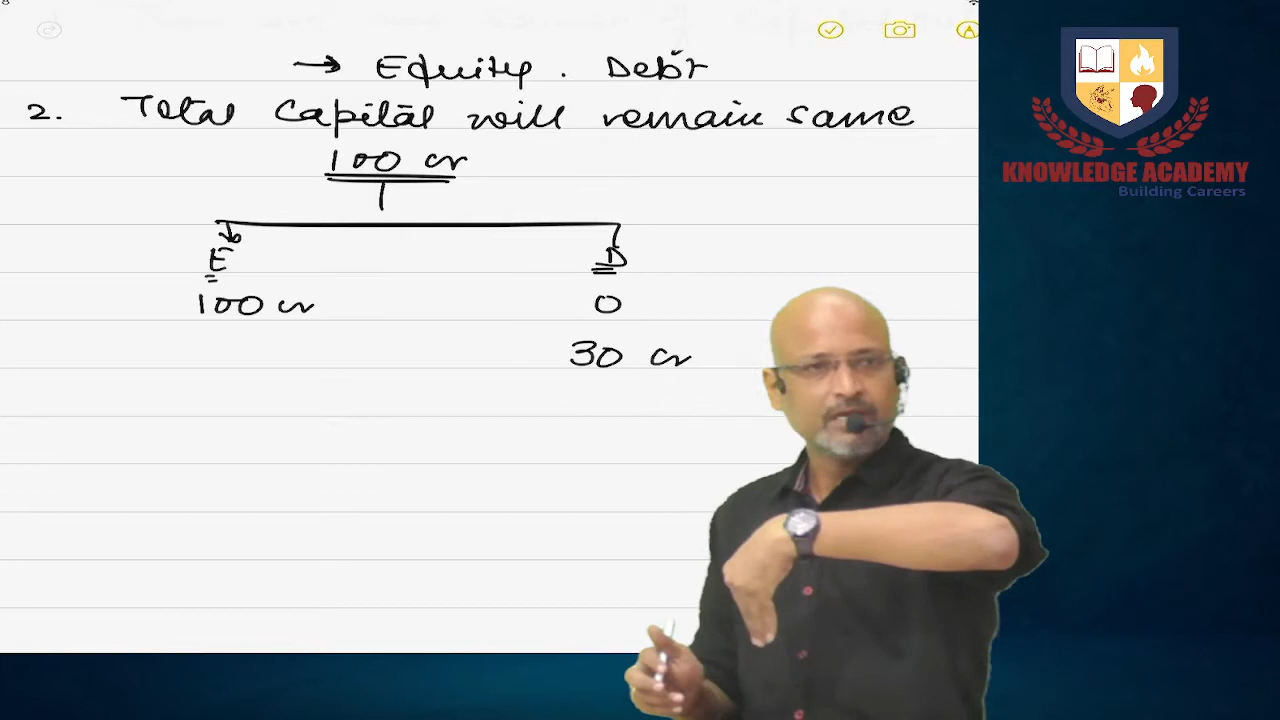 → Equity. Debt
2. Total Capital will remain same
100 cr
E D
100 cr 0
30 cr
KNOWLEDGE ACADEMY
Building Careers